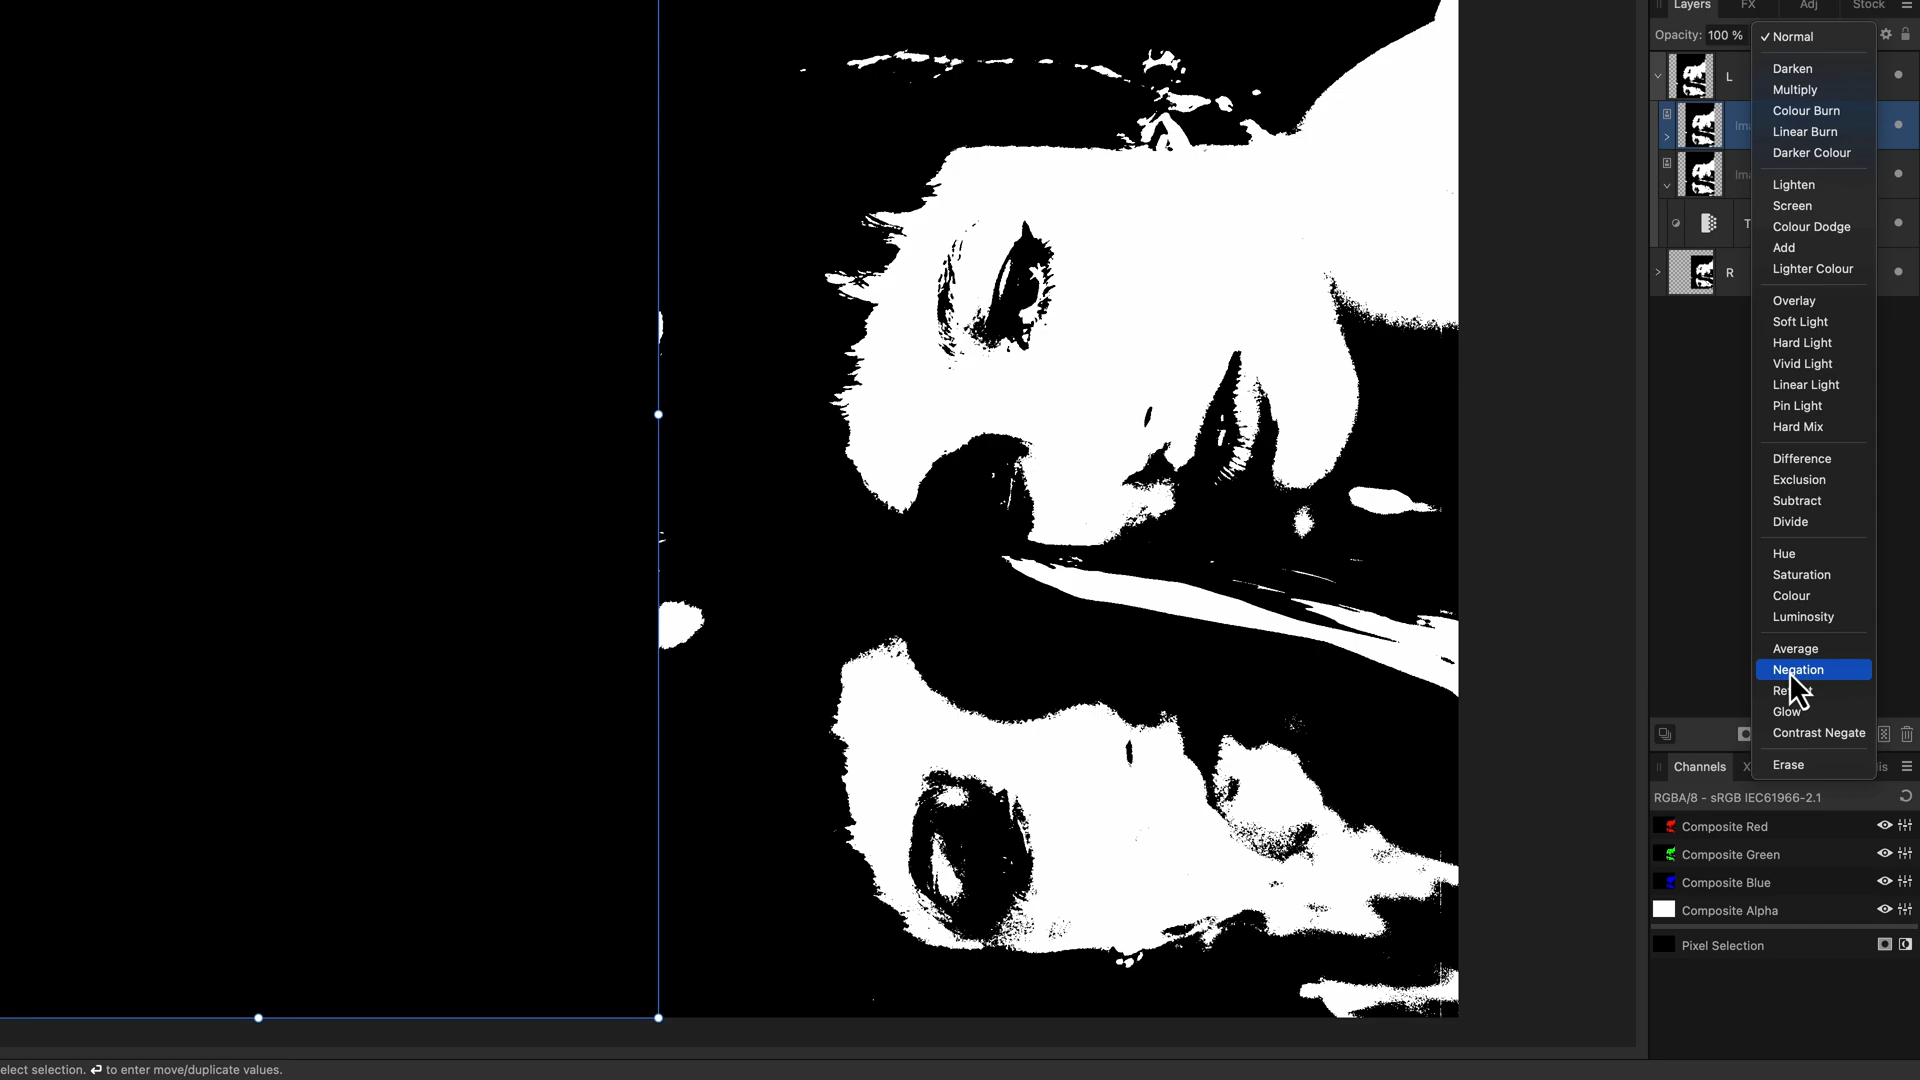 Layers FX Adj Stock
Opacity: 100 %
✓ Normal
Darken
Multiply
Colour Burn
Linear Burn
Darker Colour
Lighten
Screen
Colour Dodge
Add
Lighter Colour
Overlay
Soft Light
Hard Light
Vivid Light
Linear Light
Pin Light
Hard Mix
Difference
Exclusion
Subtract
Divide
Hue
Saturation
Colour
Luminosity
Average
Negation
Glow
Contrast Negate
Erase
L
Ima
Ima
T
R
Channels
RGBA/8 - sRGB IEC61966-2.1
Composite Red
Composite Green
Composite Blue
Composite Alpha
Pixel Selection
elect selection. ↩ to enter move/duplicate values.